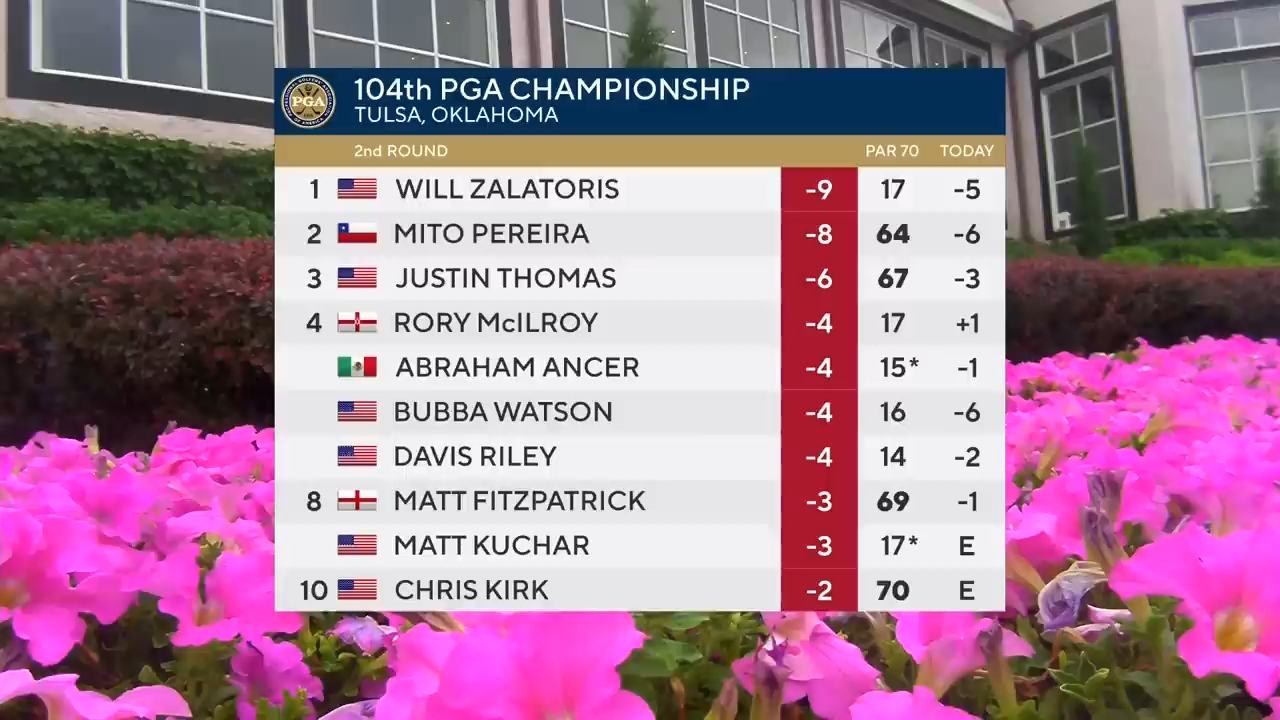 104th PGA CHAMPIONSHIP
TULSA, OKLAHOMA
PGA
2nd ROUND PAR 70 TODAY
1 WILL ZALATORIS -9 17 -5
2 MITO PEREIRA -8 64 -6
3 JUSTIN THOMAS -6 67 -3
4 RORY McILROY -4 17 +1
ABRAHAM ANCER -4 15* -1
BUBBA WATSON -4 16 -6
DAVIS RILEY -4 14 -2
8 MATT FITZPATRICK -3 69 -1
MATT KUCHAR -3 17* E
10 CHRIS KIRK -2 70 E